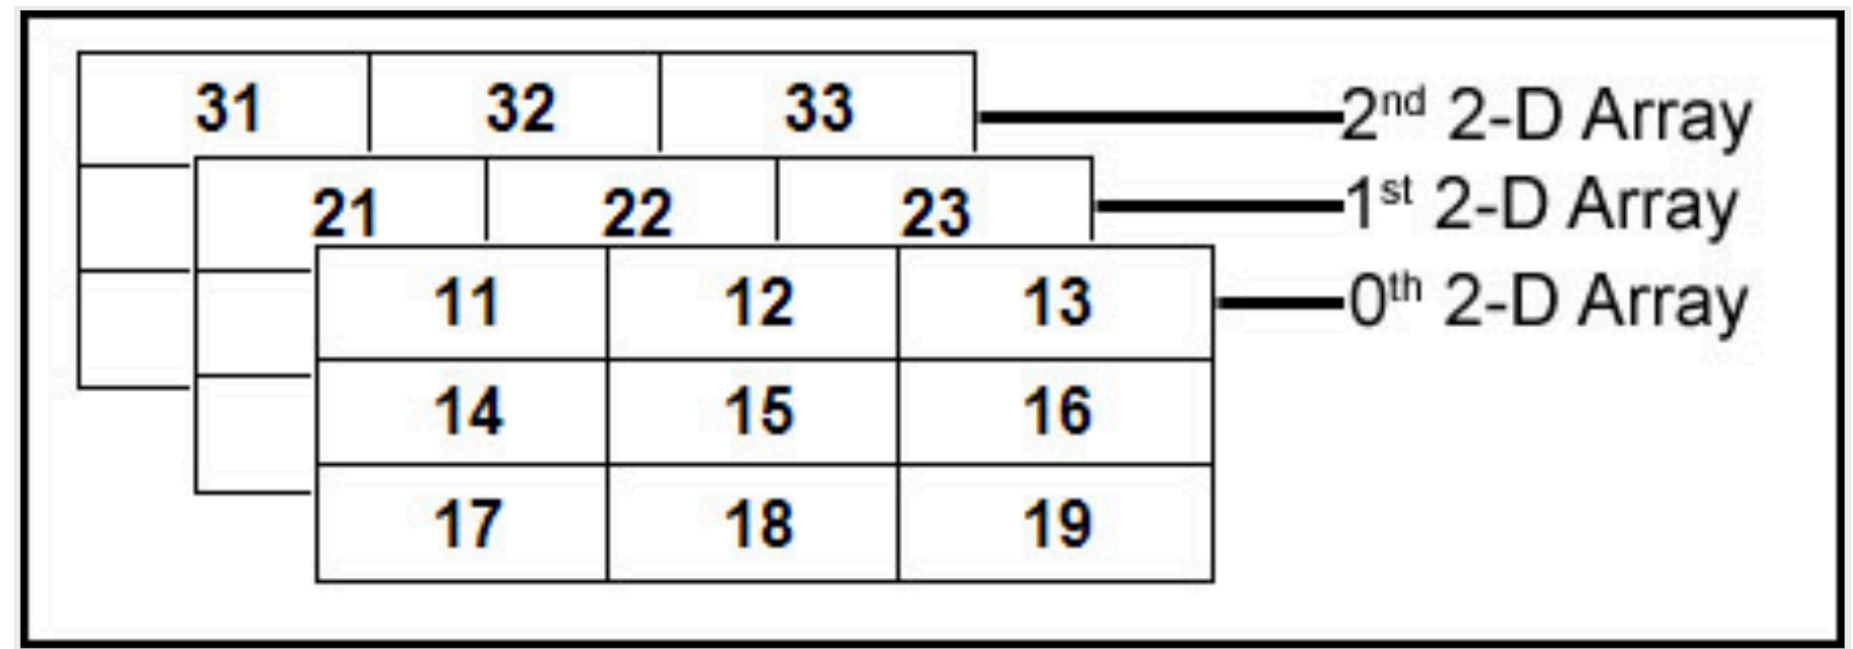 31 32 33 2nd 2-D Array
21 22 23 1st 2-D Array
11 12 13 0th 2-D Array
14 15 16
17 18 19